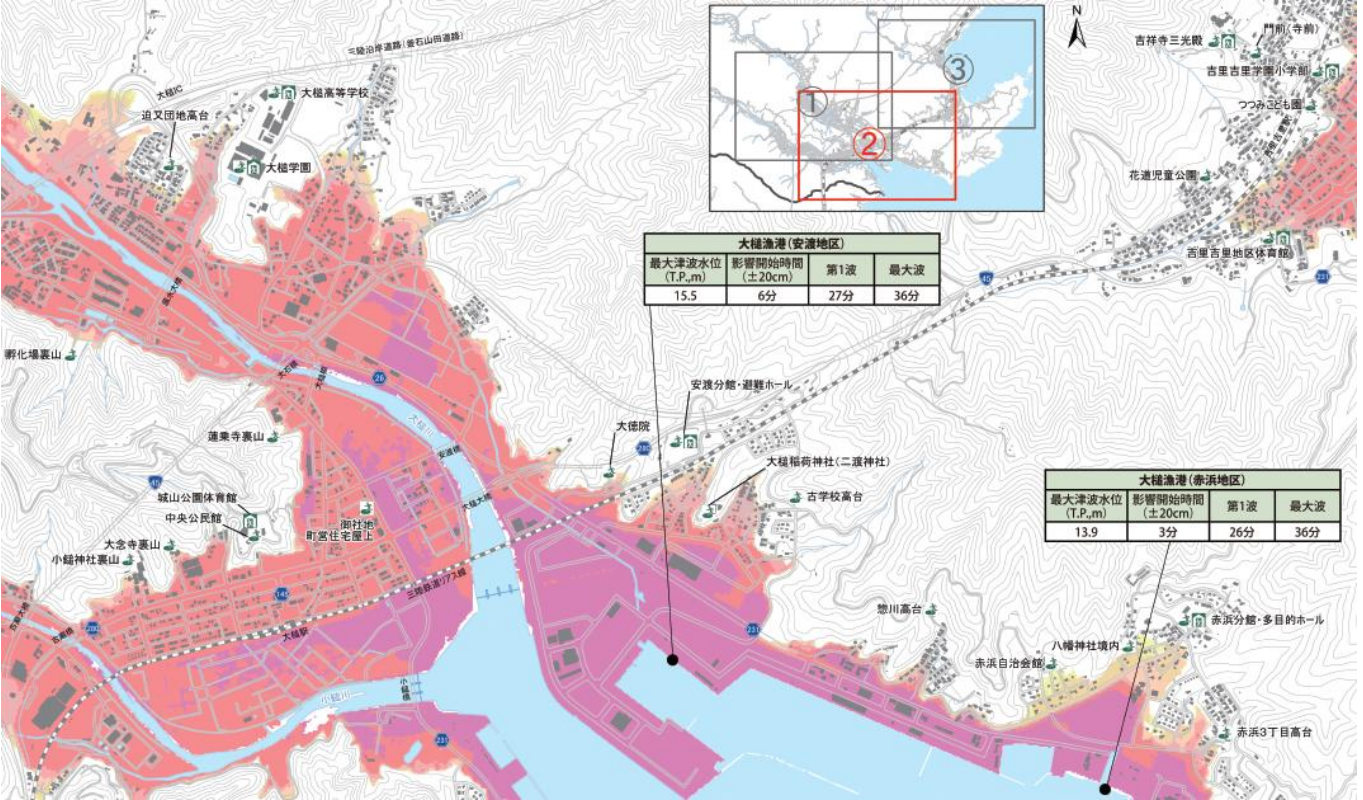 三陸沿岸道路(釜石山田道路)
大槌IC
大槌高等学校
迫又団地高台
大槌学園
N
①
②
③
吉祥寺三光殿
門前(寺前)
吉里吉里学園小学部
つつみこども園
花道児童公園
吉里吉里地区体育館
231
45
大槌漁港(安渡地区)
最大津波水位
(T.P.,m)
影響開始時間
(±20cm)
第1波
最大波
15.5
6分
27分
36分
孵化場裏山
大槌橋
26
大槌川
安渡橋
大槌大橋
蓮乗寺裏山
45
城山公園体育館
中央公民館
大念寺裏山
小鎚神社裏山
御社地
町営住宅屋上
安渡分館・避難ホール
大徳院
280
大槌稲荷神社(二渡神社)
古学校高台
大槌漁港(赤浜地区)
最大津波水位
(T.P.,m)
影響開始時間
(±20cm)
第1波
最大波
13.9
3分
26分
36分
145
280
三陸鉄道リアス線
大槌駅
小鎚川
小鎚橋
231
231
惣川高台
赤浜分館・多目的ホール
八幡神社境内
赤浜自治会館
赤浜3丁目高台